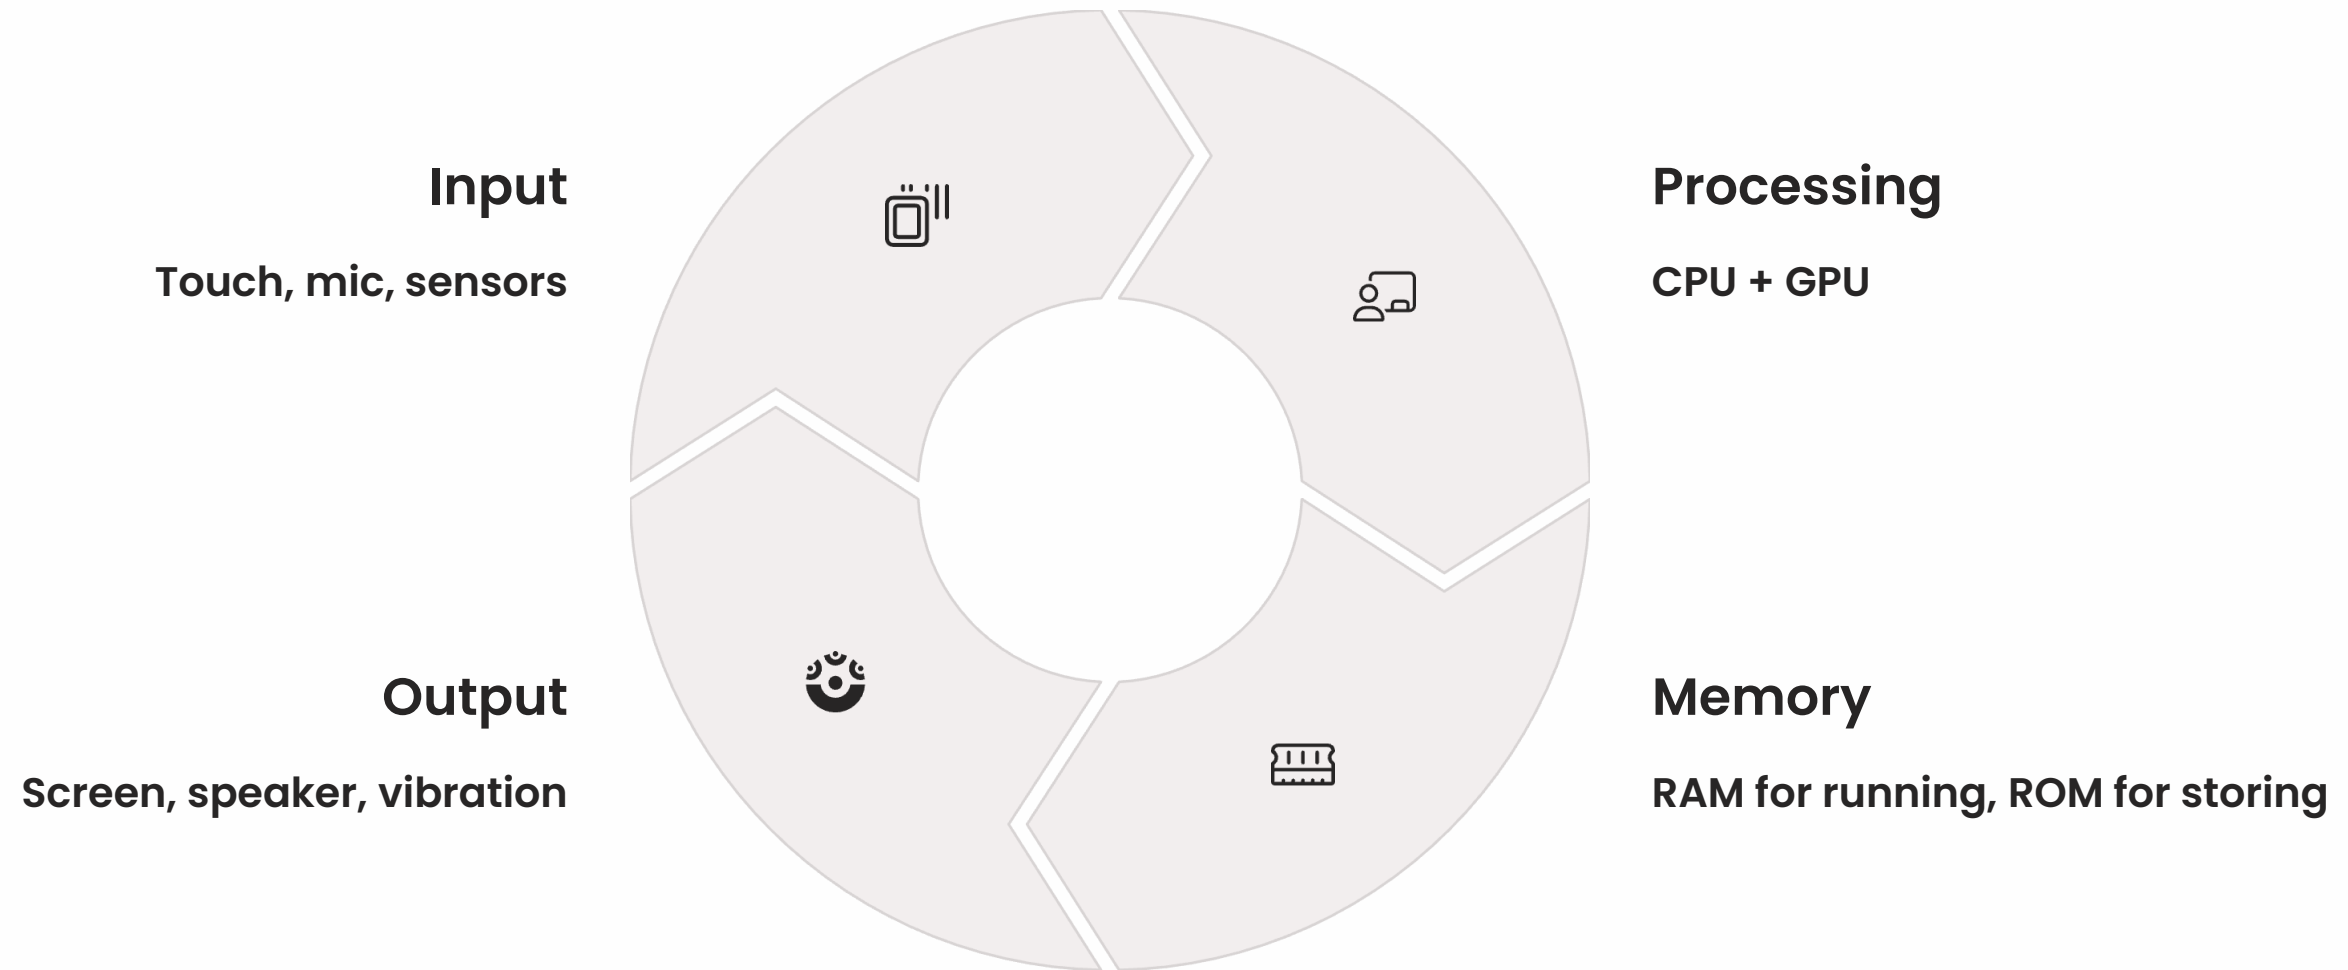 Input
Touch, mic, sensors
Processing
CPU + GPU
Output
Screen, speaker, vibration
Memory
RAM for running, ROM for storing